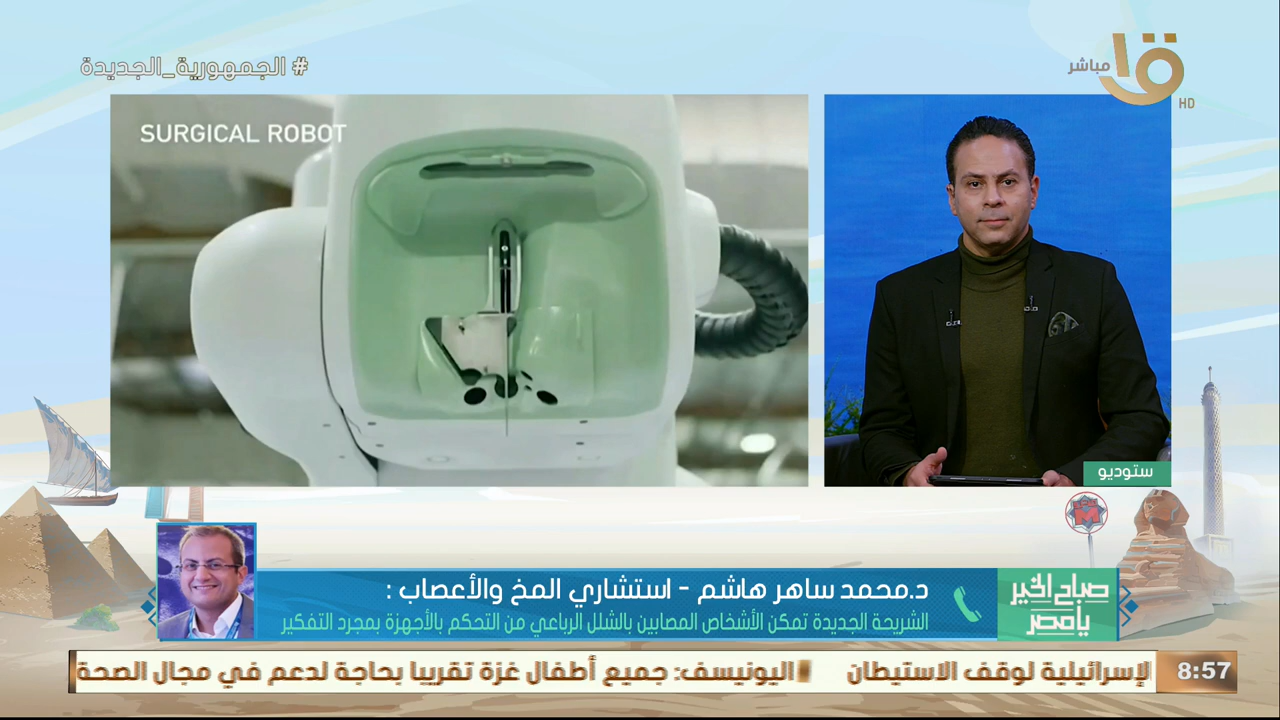 # الجمهورية_الجديدة
مباشر
HD
SURGICAL ROBOT
ستوديو
M
صباح الخير
يا مصر
د.محمد ساهر هاشم - استشاري المخ والأعصاب :
الشريحة الجديدة تمكن الأشخاص المصابين بالشلل الرباعي من التحكم بالأجهزة بمجرد التفكير
8:57
لإسرائيلية لوقف الاستيطان اليونيسف: جميع أطفال غزة تقريبا بحاجة لدعم في مجال الصحة